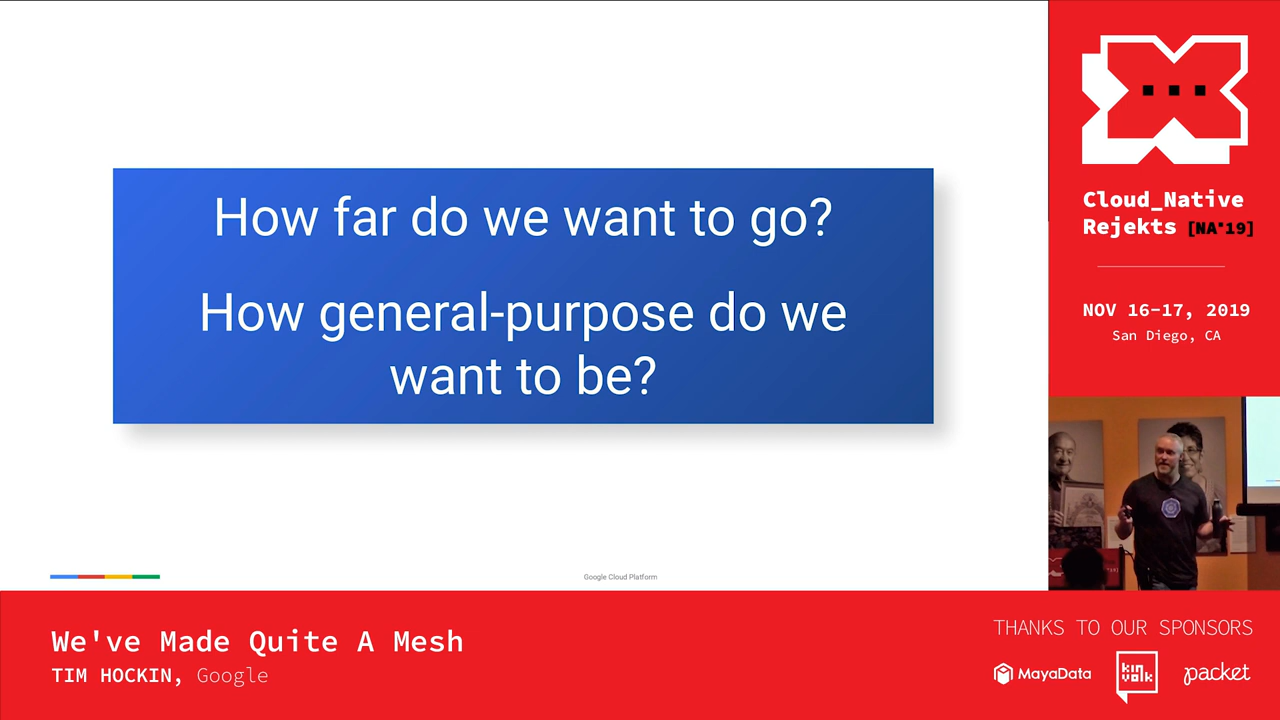 How far do we want to go?
How general-purpose do we
want to be?
Google Cloud Platform
Cloud_Native
Rejekts [NA'19]
NOV 16-17, 2019
San Diego, CA
We've Made Quite A Mesh
TIM HOCKIN, Google
THANKS TO OUR SPONSORS
MayaData
kin
volk
packet